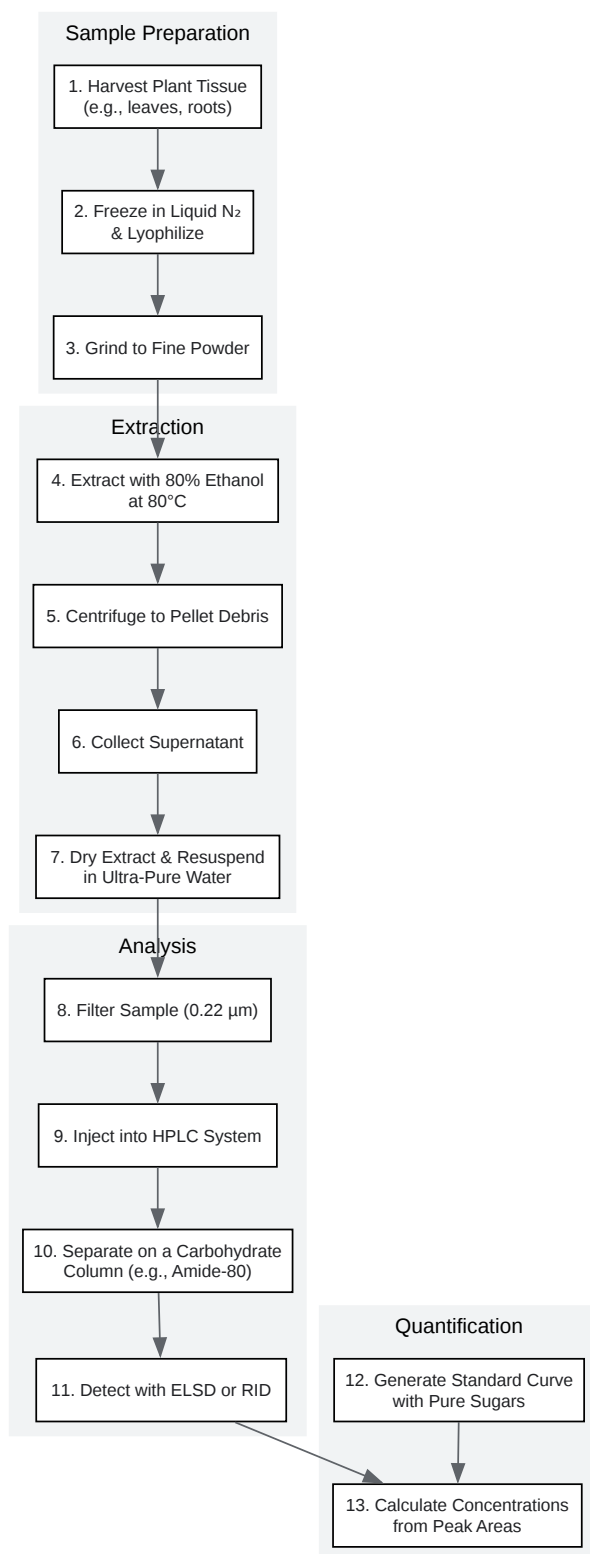 Sample Preparation
1. Harvest Plant Tissue
(e.g., leaves, roots)
2. Freeze in Liquid N₂
& Lyophilize
3. Grind to Fine Powder
Extraction
4. Extract with 80% Ethanol
at 80°C
5. Centrifuge to Pellet Debris
6. Collect Supernatant
7. Dry Extract & Resuspend
in Ultra-Pure Water
Analysis
8. Filter Sample (0.22 µm)
9. Inject into HPLC System
10. Separate on a Carbohydrate
Column (e.g., Amide-80)
11. Detect with ELSD or RID
Quantification
12. Generate Standard Curve
with Pure Sugars
13. Calculate Concentrations
from Peak Areas